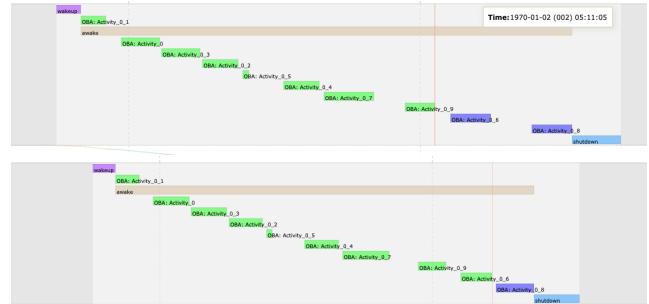 wakeup
Time:1970-01-02 (002) 05:11:05
OBA: Activity_0_1
awake
OBA: Activity_0
OBA: Activity_0_3
OBA: Activity_0_2
OBA: Activity_0_5
OBA: Activity_0_4
OBA: Activity_0_7
OBA: Activity_0_9
OBA: Activity_0_6
OBA: Activity_0_8
shutdown
wakeup
OBA: Activity_0_1
awake
OBA: Activity_0
OBA: Activity_0_3
OBA: Activity_0_2
OBA: Activity_0_5
OBA: Activity_0_4
OBA: Activity_0_7
OBA: Activity_0_9
OBA: Activity_0_6
OBA: Activity_0_8
shutdown